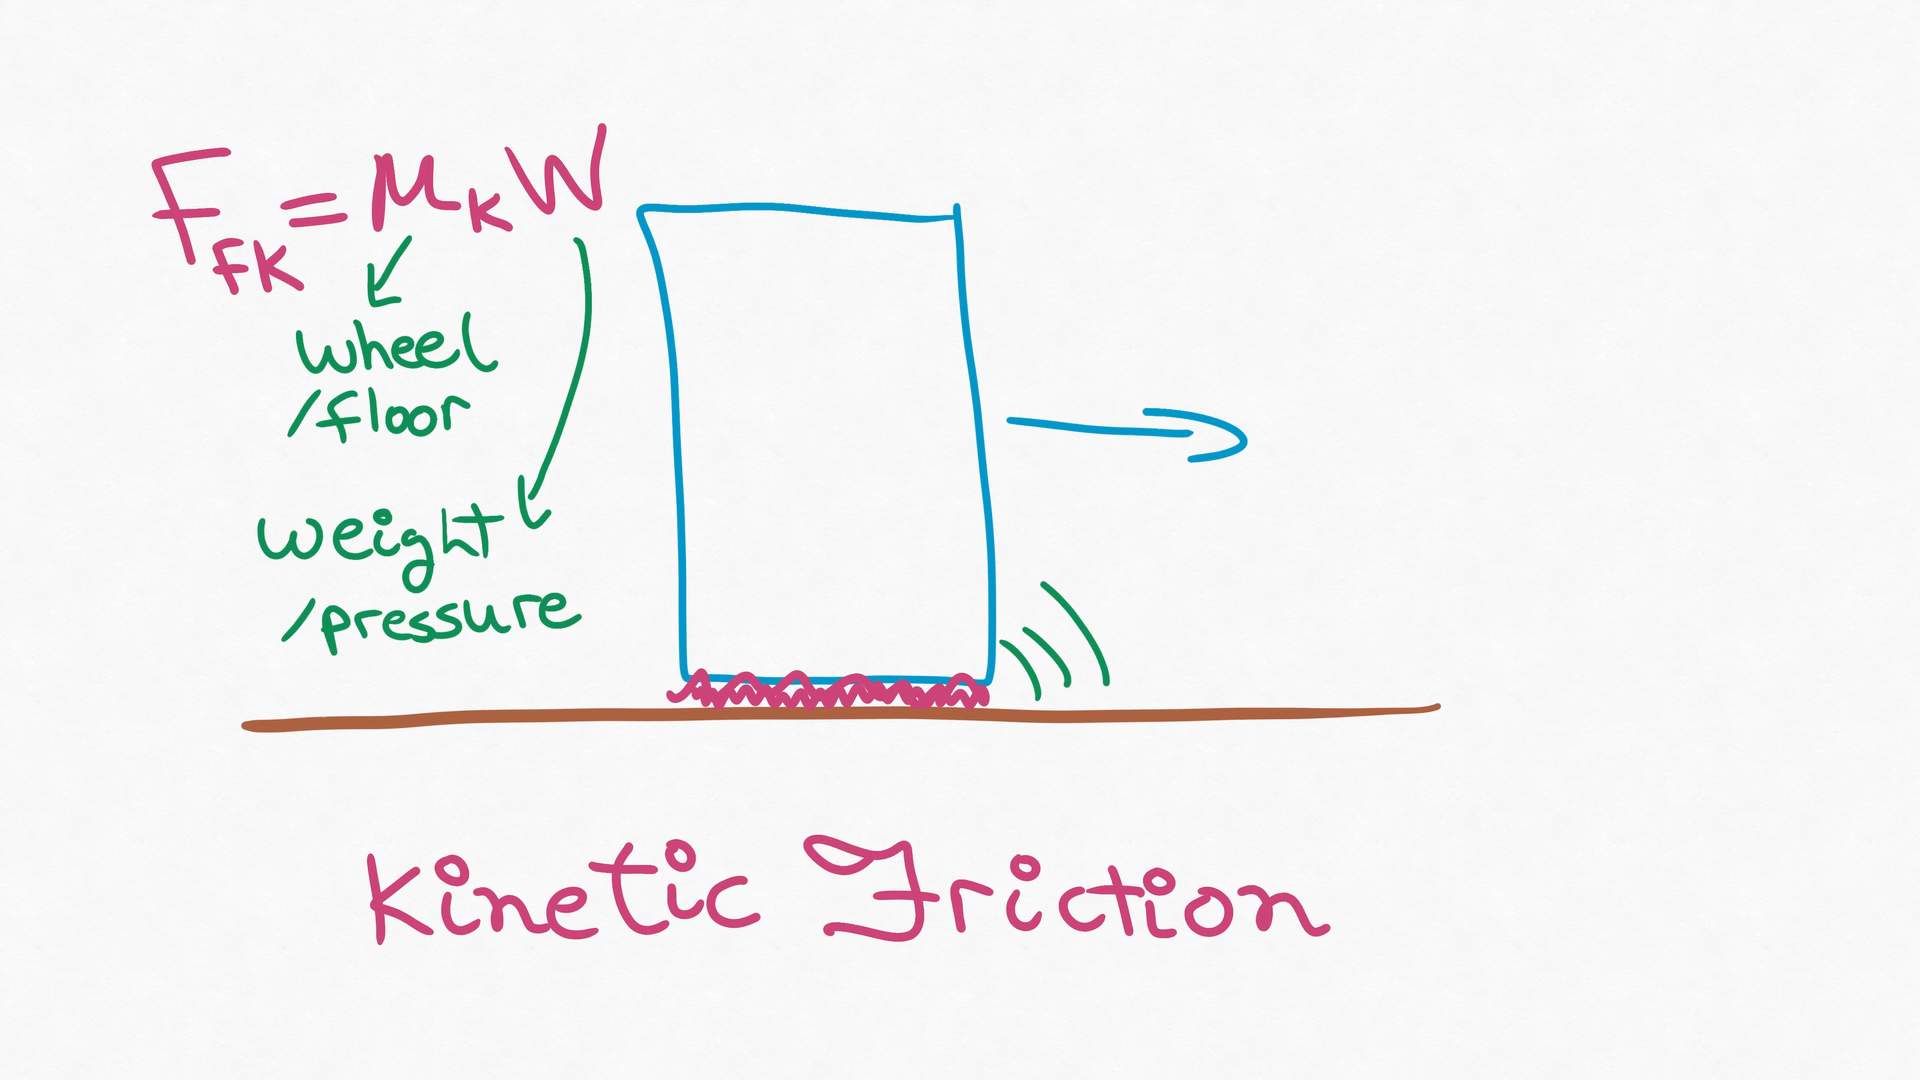 F_FK = μ_K W
wheel
/floor
weight
/pressure
Kinetic Friction